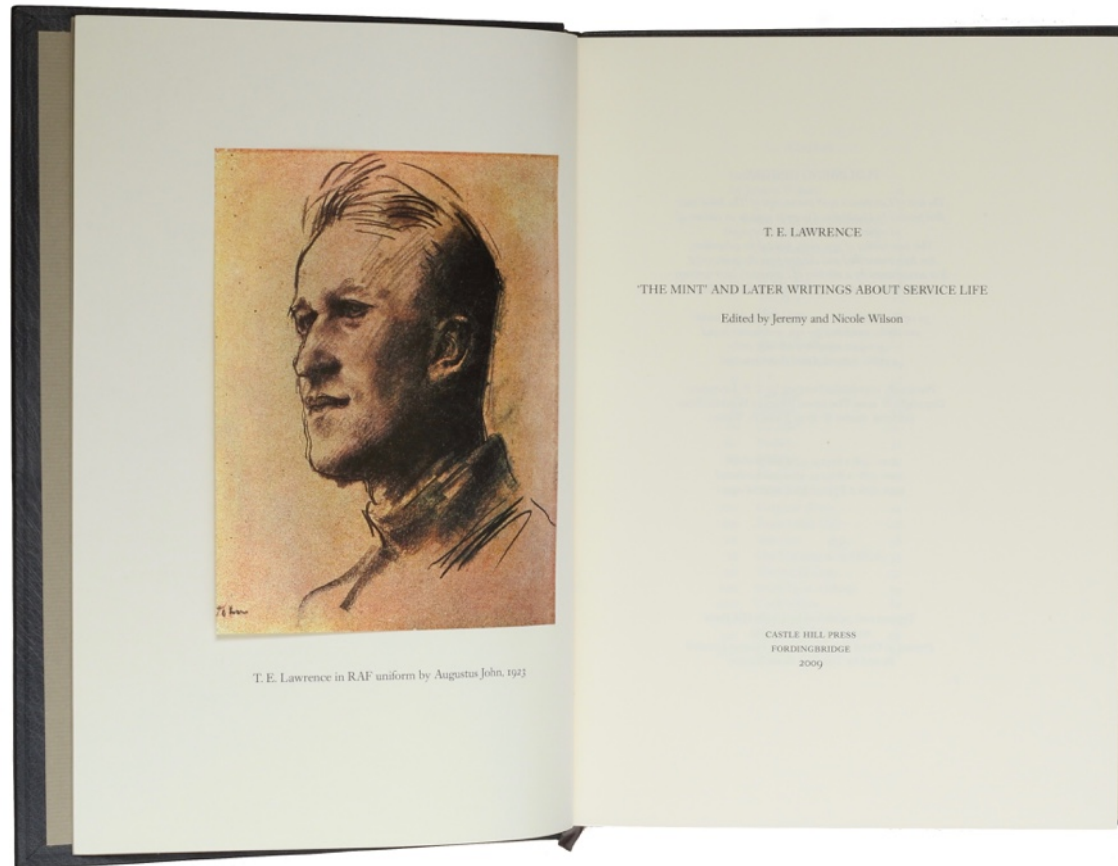 T. E. Lawrence in RAF uniform by Augustus John, 1923
T. E. LAWRENCE
‘THE MINT’ AND LATER WRITINGS ABOUT SERVICE LIFE
Edited by Jeremy and Nicole Wilson
CASTLE HILL PRESS
FORDINGBRIDGE
2009